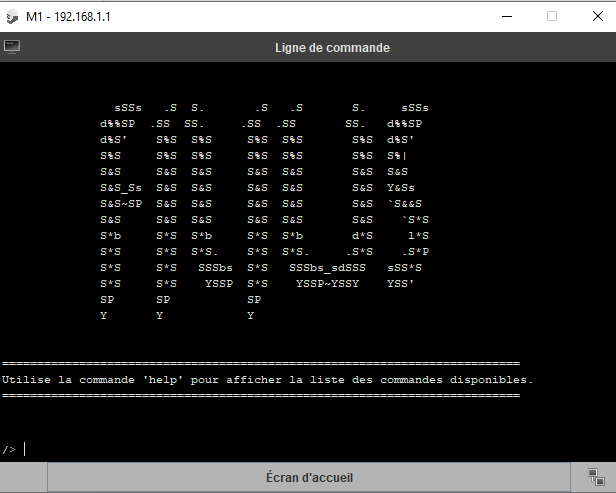 M1 - 192.168.1.1
Ligne de commande
sSSs .S S. .S .S S. sSSs
d%%SP .SS SS. .SS .SS SS. d%%SP
d%S' S%S S%S S%S S%S S%S d%S'
S%S S%S S%S S%S S%S S%S S%|
S&S S&S S&S S&S S&S S&S S&S
S&S_Ss S&S S&S S&S S&S S&S Y&Ss
S&S~SP S&S S&S S&S S&S S&S `S&&S
S&S S&S S&S S&S S&S S&S `S*S
S*b S*S S*b S*S S*b d*S l*S
S*S S*S S*S. S*S S*S. .S*S .S*P
S*S S*S SSSbs S*S SSSbs_sdSSS sSS*S
S*S S*S YSSP S*S YSSP~YSSY YSS'
SP SP SP
Y Y Y
==========================================================================
Utilise la commande 'help' pour afficher la liste des commandes disponibles.
==========================================================================
/>
Écran d'accueil